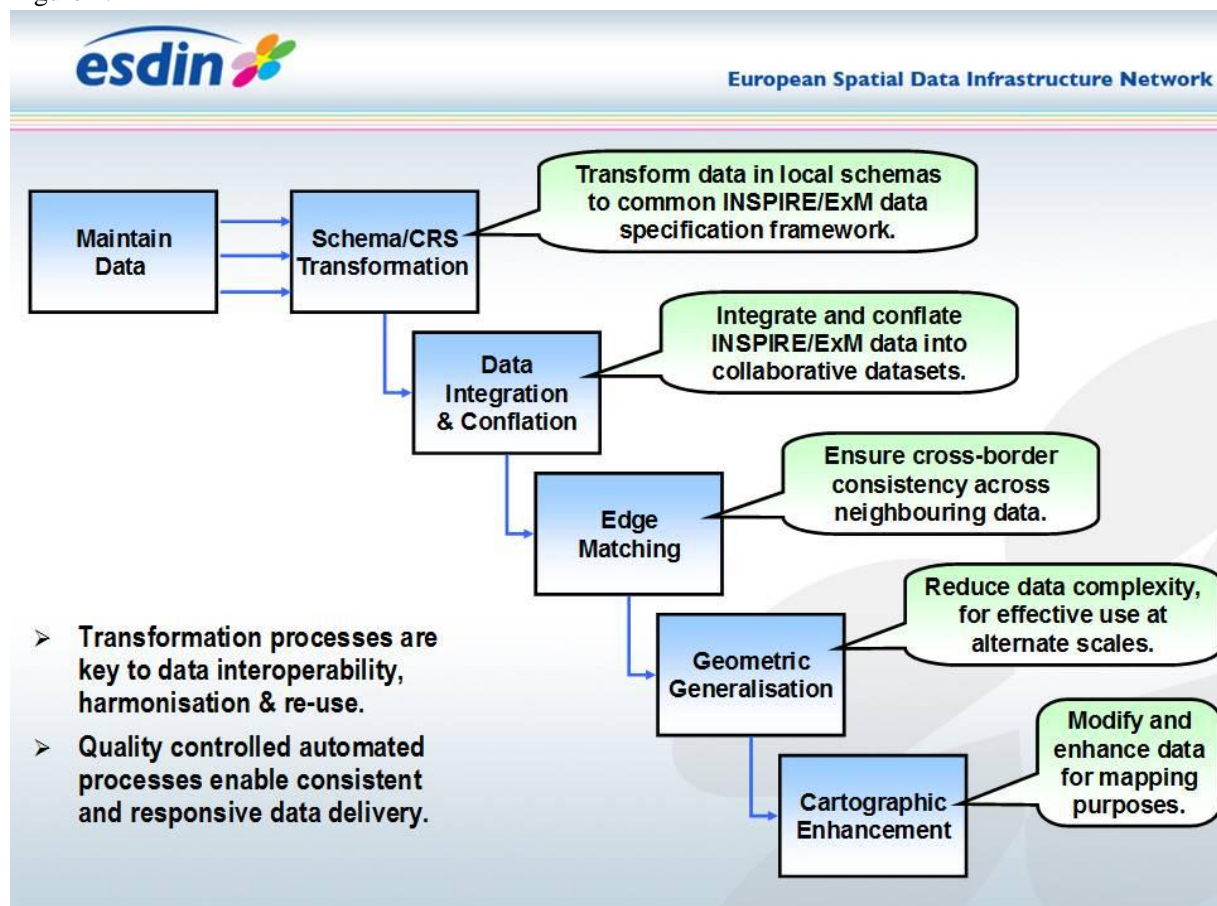 esdin
European Spatial Data Infrastructure Network
Maintain
Data
Schema/CRS
Transformation
Transform data in local schemas
to common INSPIRE/ExM data
specification framework.
Data
Integration
& Conflation
Integrate and conflate
INSPIRE/ExM data into
collaborative datasets.
Edge
Matching
Ensure cross-border
consistency across
neighbouring data.
Geometric
Generalisation
Reduce data complexity,
for effective use at
alternate scales.
Cartographic
Enhancement
Modify and
enhance data
for mapping
purposes.
➢ Transformation processes are
key to data interoperability,
harmonisation & re-use.
➢ Quality controlled automated
processes enable consistent
and responsive data delivery.